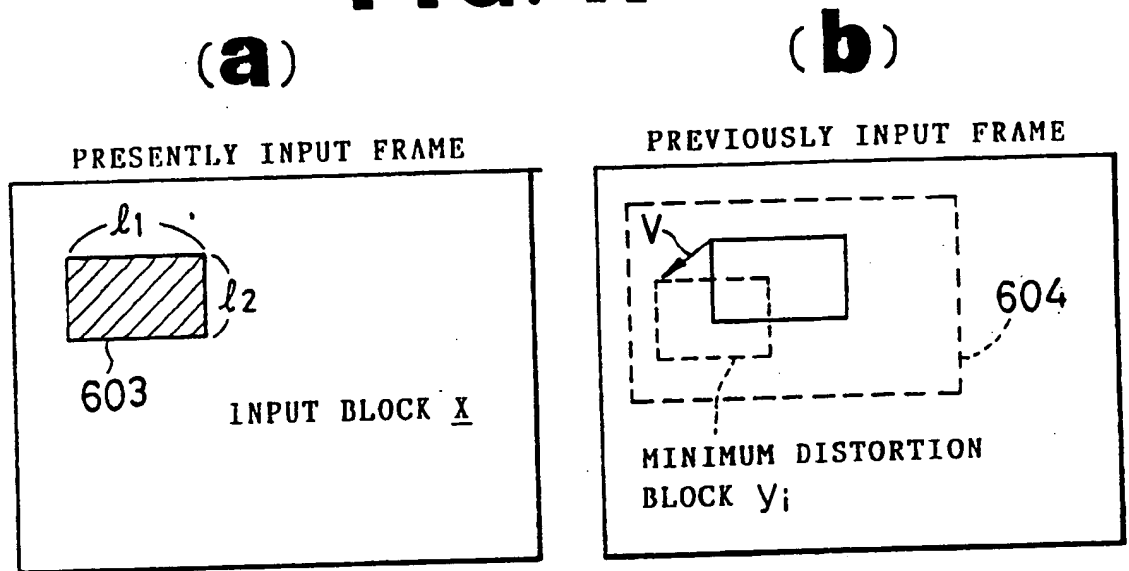 (a)
(b)
PRESENTLY INPUT FRAME
ℓ1
ℓ2
603
INPUT BLOCK X
PREVIOUSLY INPUT FRAME
V
604
MINIMUM DISTORTION
BLOCK yi